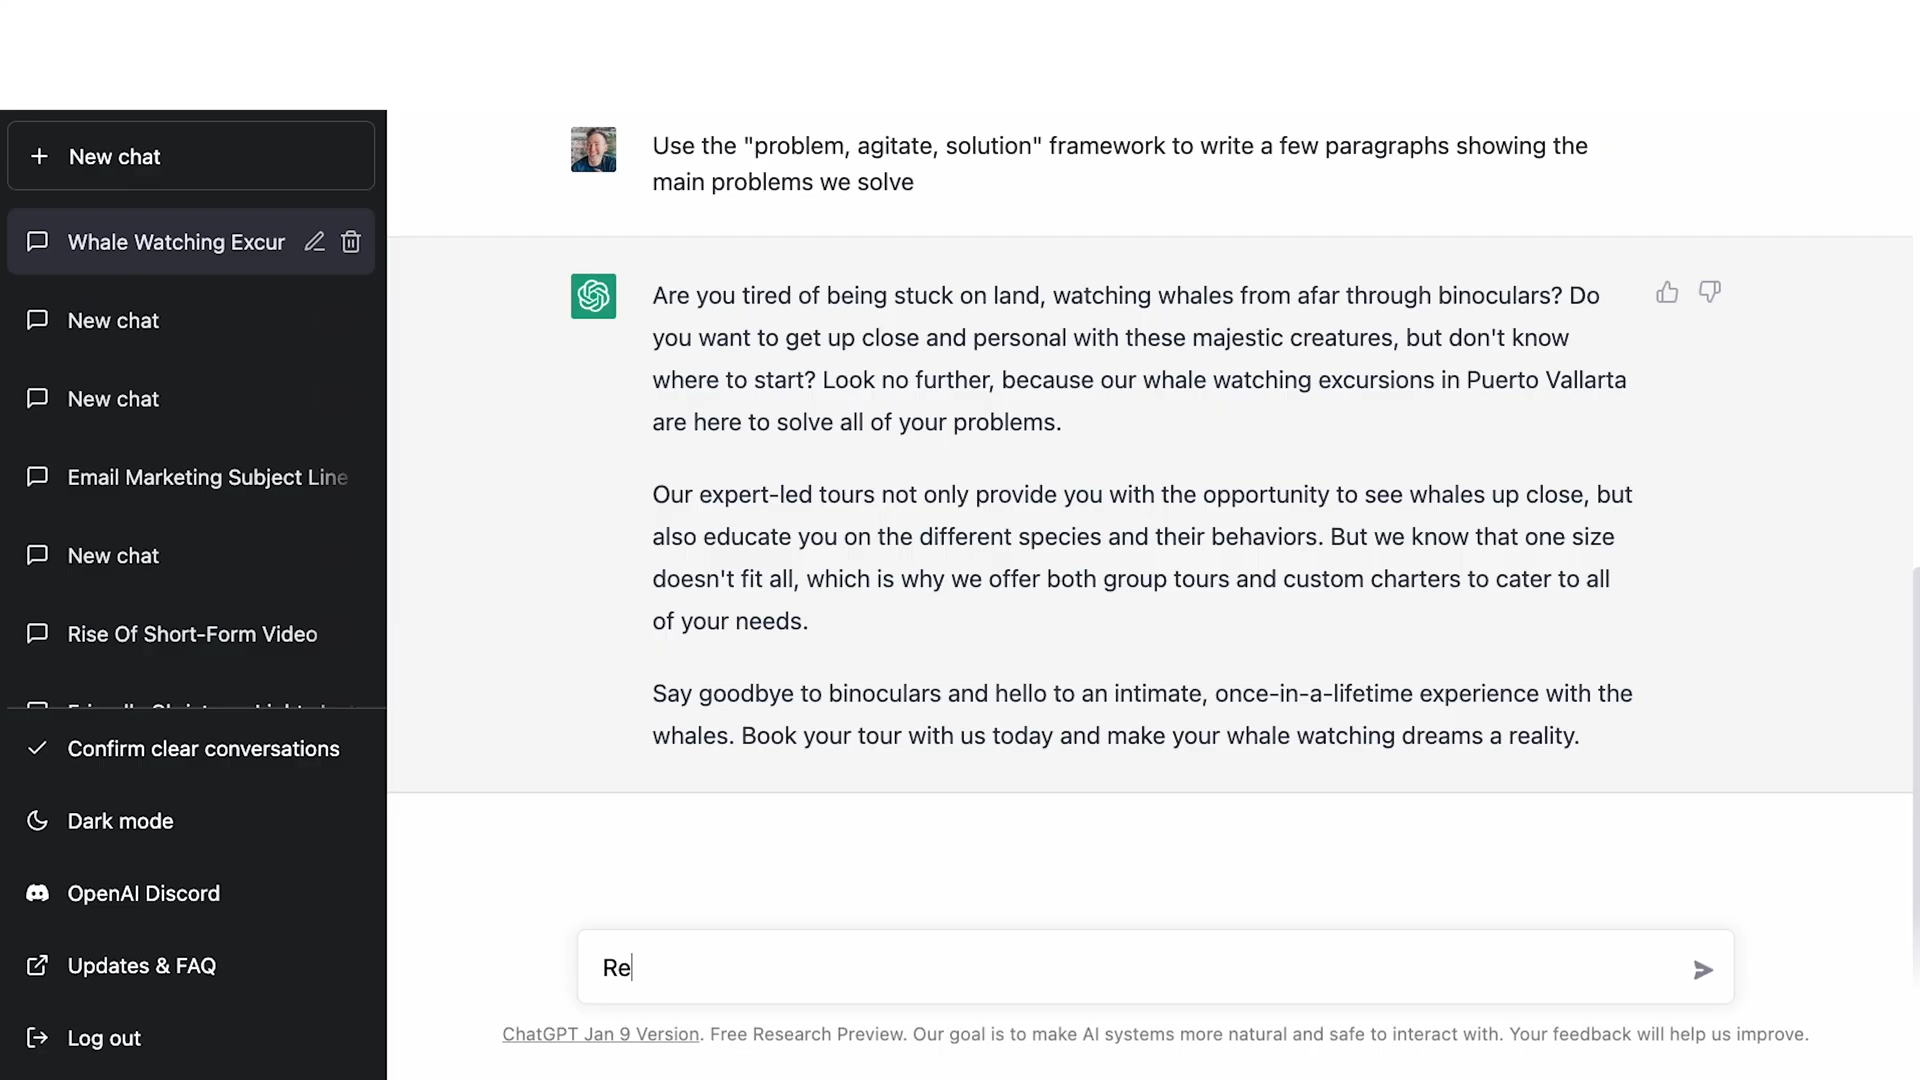 New chat
Whale Watching Excur
New chat
New chat
Email Marketing Subject Line
New chat
Rise Of Short-Form Video
Confirm clear conversations
Dark mode
OpenAI Discord
Updates & FAQ
Log out
Use the "problem, agitate, solution" framework to write a few paragraphs showing the
main problems we solve
Are you tired of being stuck on land, watching whales from afar through binoculars? Do
you want to get up close and personal with these majestic creatures, but don't know
where to start? Look no further, because our whale watching excursions in Puerto Vallarta
are here to solve all of your problems.
Our expert-led tours not only provide you with the opportunity to see whales up close, but
also educate you on the different species and their behaviors. But we know that one size
doesn't fit all, which is why we offer both group tours and custom charters to cater to all
of your needs.
Say goodbye to binoculars and hello to an intimate, once-in-a-lifetime experience with the
whales. Book your tour with us today and make your whale watching dreams a reality.
Re
ChatGPT Jan 9 Version. Free Research Preview. Our goal is to make AI systems more natural and safe to interact with. Your feedback will help us improve.